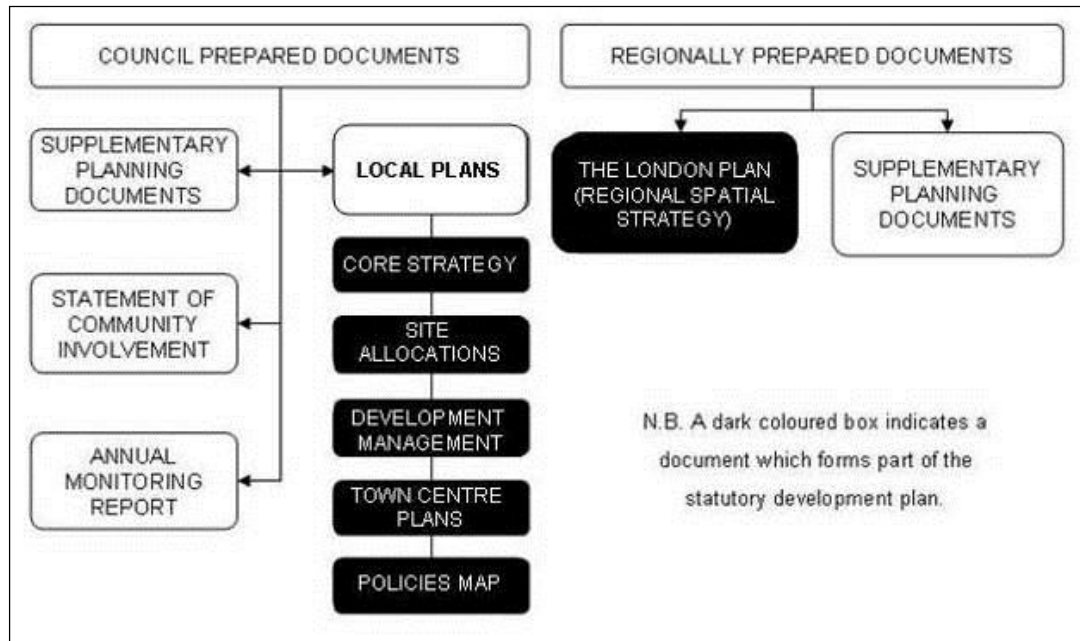 COUNCIL PREPARED DOCUMENTS
SUPPLEMENTARY
PLANNING
DOCUMENTS
STATEMENT OF
COMMUNITY
INVOLVEMENT
ANNUAL
MONITORING
REPORT
LOCAL PLANS
CORE STRATEGY
SITE
ALLOCATIONS
DEVELOPMENT
MANAGEMENT
TOWN CENTRE
PLANS
POLICIES MAP
REGIONALLY PREPARED DOCUMENTS
THE LONDON PLAN
(REGIONAL SPATIAL
STRATEGY)
SUPPLEMENTARY
PLANNING
DOCUMENTS
N.B. A dark coloured box indicates a
document which forms part of the
statutory development plan.